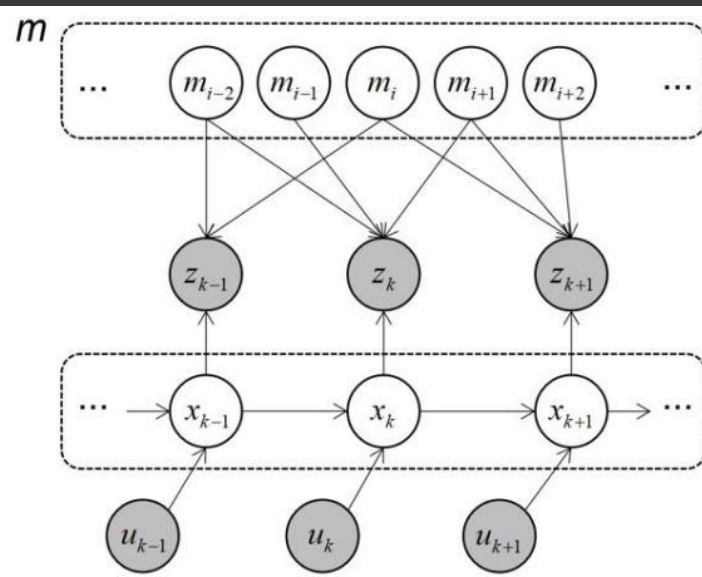 m
... m_{i-2} m_{i-1} m_i m_{i+1} m_{i+2} ...
z_{k-1} z_k z_{k+1}
... x_{k-1} x_k x_{k+1} ...
u_{k-1} u_k u_{k+1}